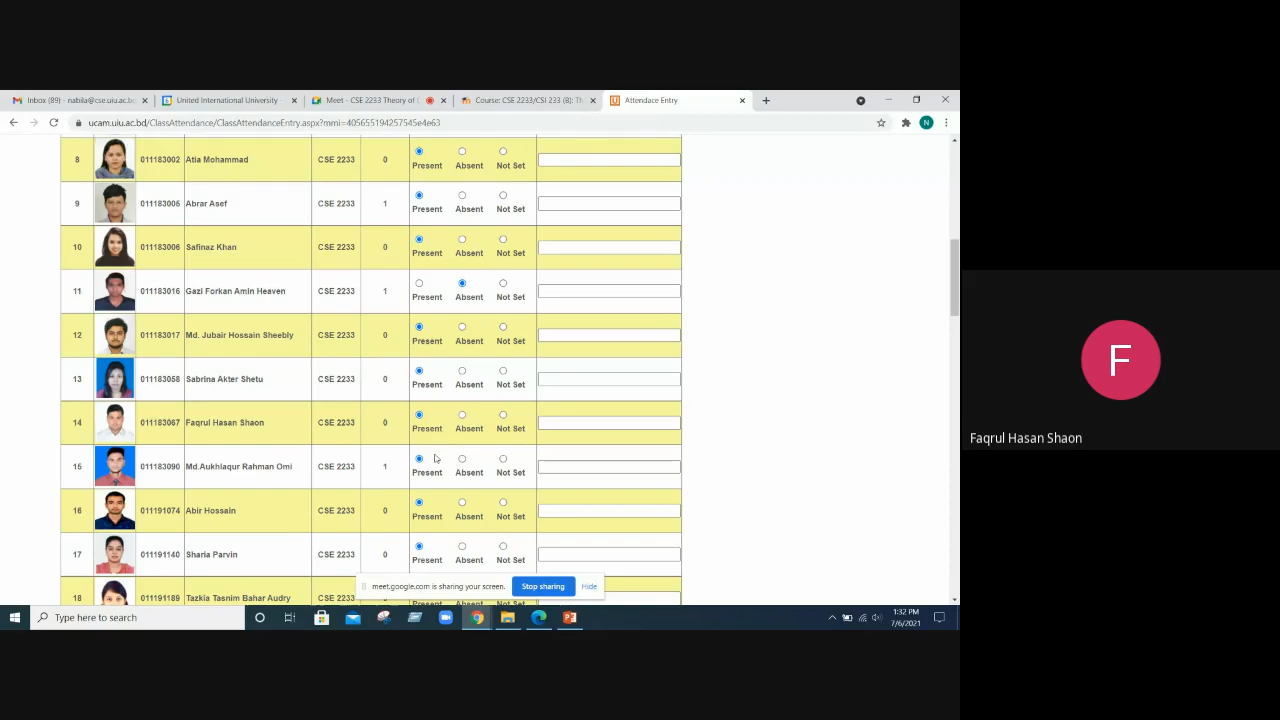 Inbox (89) - nabila@cse.uiu.ac.bd
United International University -
Meet - CSE 2233 Theory of C
Course: CSE 2233/CSI 233 (B): Th
Attendace Entry
ucam.uiu.ac.bd/ClassAttendance/ClassAttendanceEntry.aspx?mmi=405655194257545e4e63
N
8 011183002 Atia Mohammad CSE 2233 0 Present Absent Not Set
9 011183005 Abrar Asef CSE 2233 1 Present Absent Not Set
10 011183006 Safinaz Khan CSE 2233 0 Present Absent Not Set
11 011183016 Gazi Forkan Amin Heaven CSE 2233 1 Present Absent Not Set
12 011183017 Md. Jubair Hossain Sheebly CSE 2233 0 Present Absent Not Set
13 011183058 Sabrina Akter Shetu CSE 2233 0 Present Absent Not Set
14 011183067 Faqrul Hasan Shaon CSE 2233 0 Present Absent Not Set
15 011183090 Md.Aukhlaqur Rahman Omi CSE 2233 1 Present Absent Not Set
16 011191074 Abir Hossain CSE 2233 0 Present Absent Not Set
17 011191140 Sharia Parvin CSE 2233 0 Present Absent Not Set
18 011191189 Tazkia Tasnim Bahar Audry CSE 2233 Present Absent Not Set
meet.google.com is sharing your screen. Stop sharing Hide
Type here to search
1:32 PM
7/6/2021
F
Faqrul Hasan Shaon